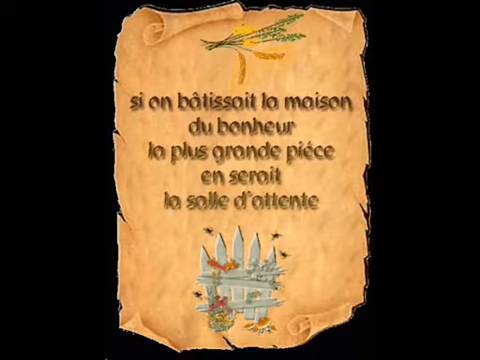 si on bâtissait la maison
du bonheur
la plus grande piéce
en serait
la salle d'attente